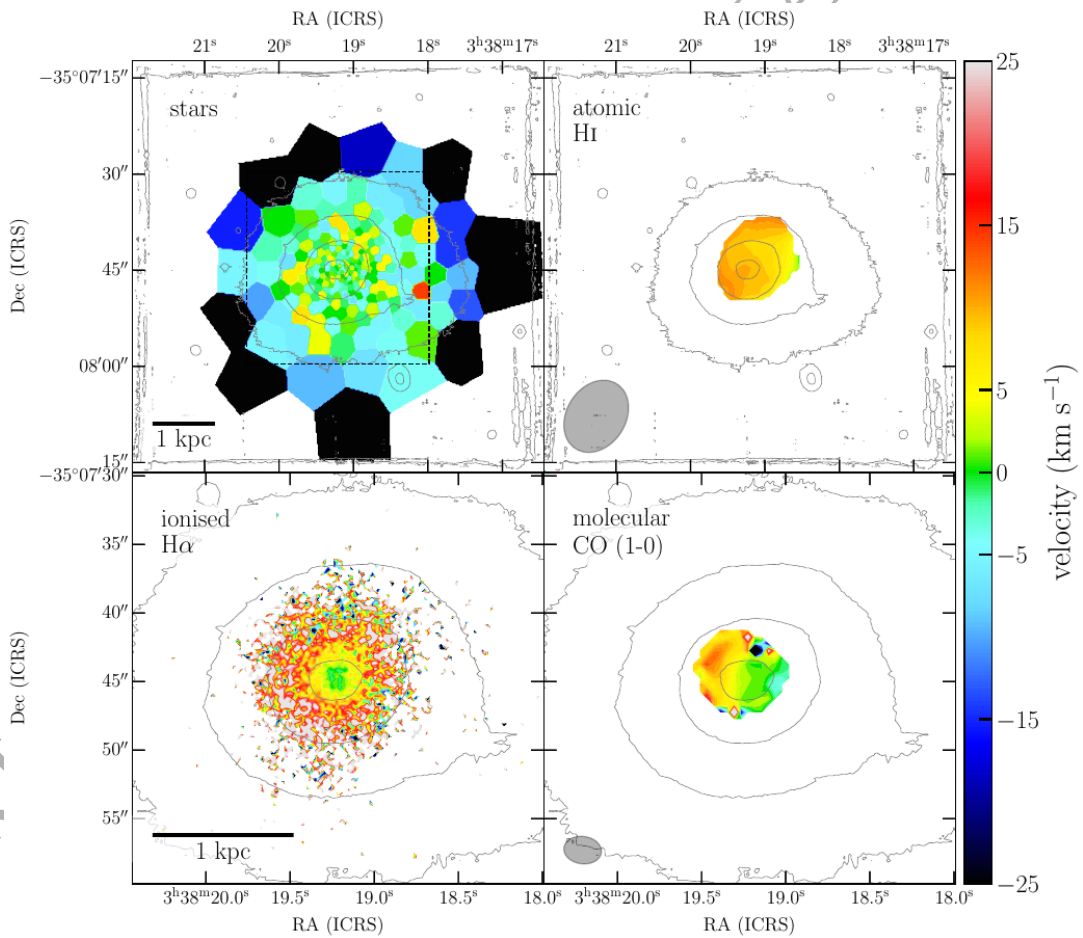 RA (ICRS)
RA (ICRS)
21ˢ 20ˢ 19ˢ 18ˢ 3ʰ38ᵐ17ˢ
21ˢ 20ˢ 19ˢ 18ˢ 3ʰ38ᵐ17ˢ
−35°07′15″
30″
45″
08′00″
15″
Dec (ICRS)
stars
1 kpc
atomic
HI
25
15
5
0
−5
−15
−25
velocity (km s⁻¹)
−35°07′30″
35″
40″
45″
50″
55″
Dec (ICRS)
ionised
Hα
1 kpc
molecular
CO (1-0)
3ʰ38ᵐ20.0ˢ 19.5ˢ 19.0ˢ 18.5ˢ
3ʰ38ᵐ20.0ˢ 19.5ˢ 19.0ˢ 18.5ˢ 18.0ˢ
RA (ICRS)
RA (ICRS)